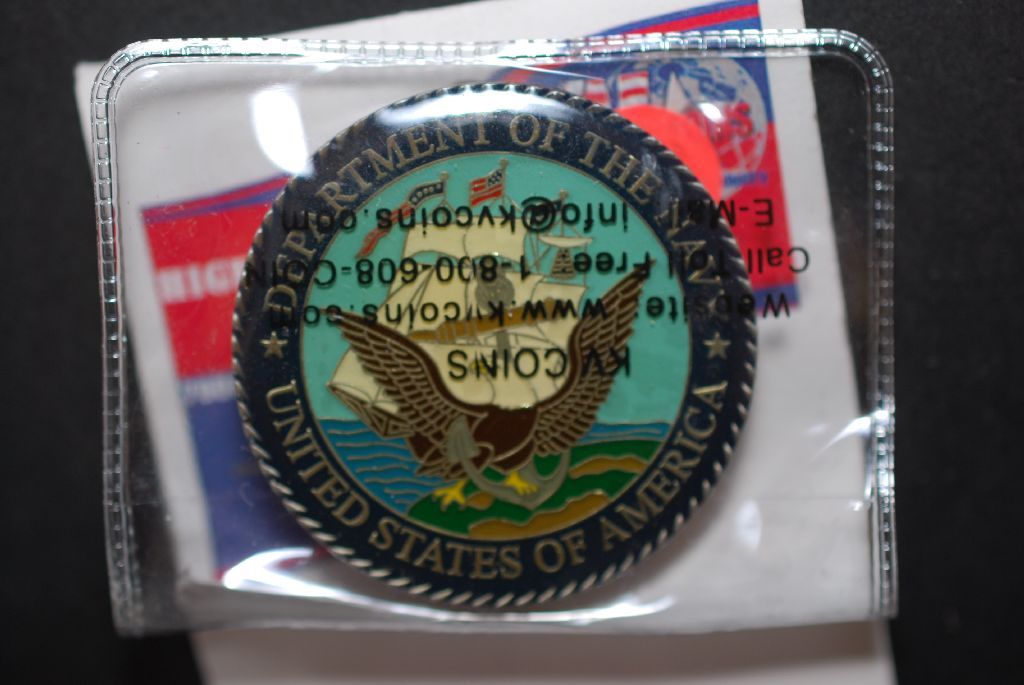 DEPARTMENT OF THE NAVY
UNITED STATES OF AMERICA
KV COINS
Website: www.kvcoins.com
Call Toll Free 1-800-608-COIN
E-Mail info@kvcoins.com